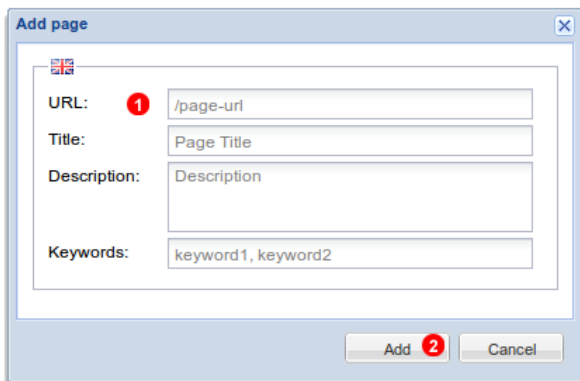 Add page
URL: 1 /page-url
Title: Page Title
Description: Description
Keywords: keyword1, keyword2
Add 2 Cancel